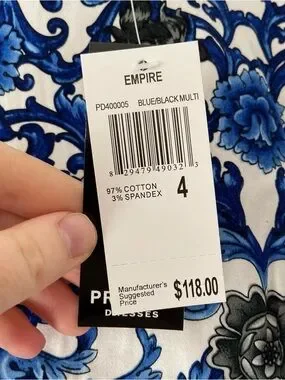 EMPIRE
PD400005 BLUE/BLACK MULTI
8 29479 49032 3
97% COTTON
3% SPANDEX
4
Manufacturer's
Suggested
Price
$118.00
PR
DRESSES